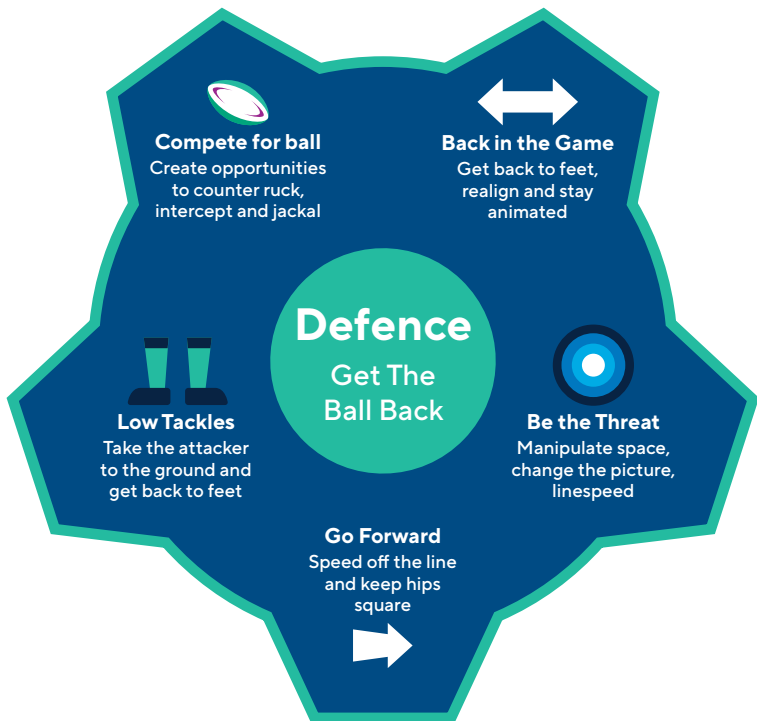 Compete for ball
Create opportunities
to counter ruck,
intercept and jackal
Back in the Game
Get back to feet,
realign and stay
animated
Defence
Get The
Ball Back
Low Tackles
Take the attacker
to the ground and
get back to feet
Be the Threat
Manipulate space,
change the picture,
linespeed
Go Forward
Speed off the line
and keep hips
square